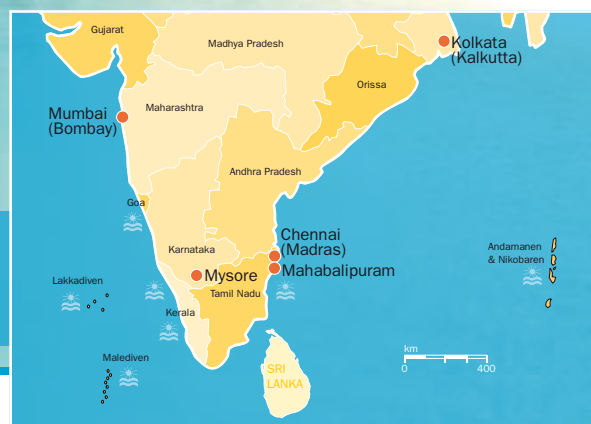 Gujarat
Madhya Pradesh
Kolkata
(Kalkutta)
Orissa
Maharashtra
Mumbai
(Bombay)
Andhra Pradesh
Goa
Chennai
(Madras)
Karnataka
Andamanen
& Nikobaren
Mahabalipuram
Mysore
Lakkadiven
Tamil Nadu
Kerala
km
0 400
Malediven
SRI
LANKA